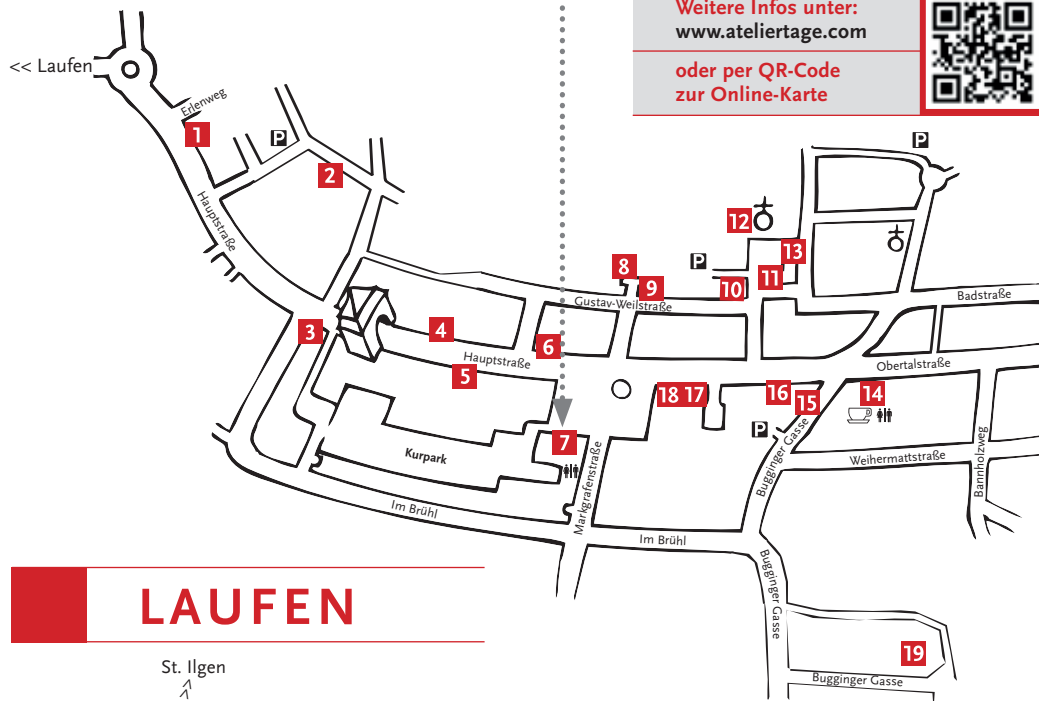 Weitere Infos unter:
www.ateliertage.com
oder per QR-Code
zur Online-Karte
<< Laufen
Erlenweg
1
P
2
Hauptstraße
P
12
13
P
8
9
10
11
Gustav-Weilstraße
Badstraße
3
4
6
Hauptstraße
5
Obertalstraße
18 17
16
15
14
P
7
Kurpark
Markgrafenstraße
Bugginger Gasse
Weihermattstraße
Bannholzweg
Im Brühl
Im Brühl
Bugginger Gasse
LAUFEN
St. Ilgen
19
Bugginger Gasse